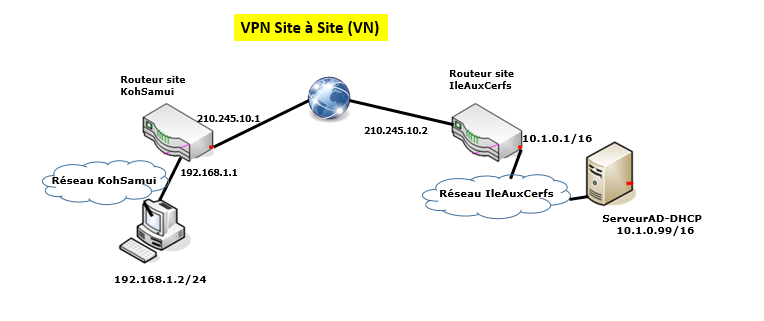 VPN Site à Site (VN)
Routeur site
KohSamui
Routeur site
IleAuxCerfs
210.245.10.1
210.245.10.2
10.1.0.1/16
192.168.1.1
Réseau KohSamui
Réseau IleAuxCerfs
ServeurAD-DHCP
10.1.0.99/16
192.168.1.2/24